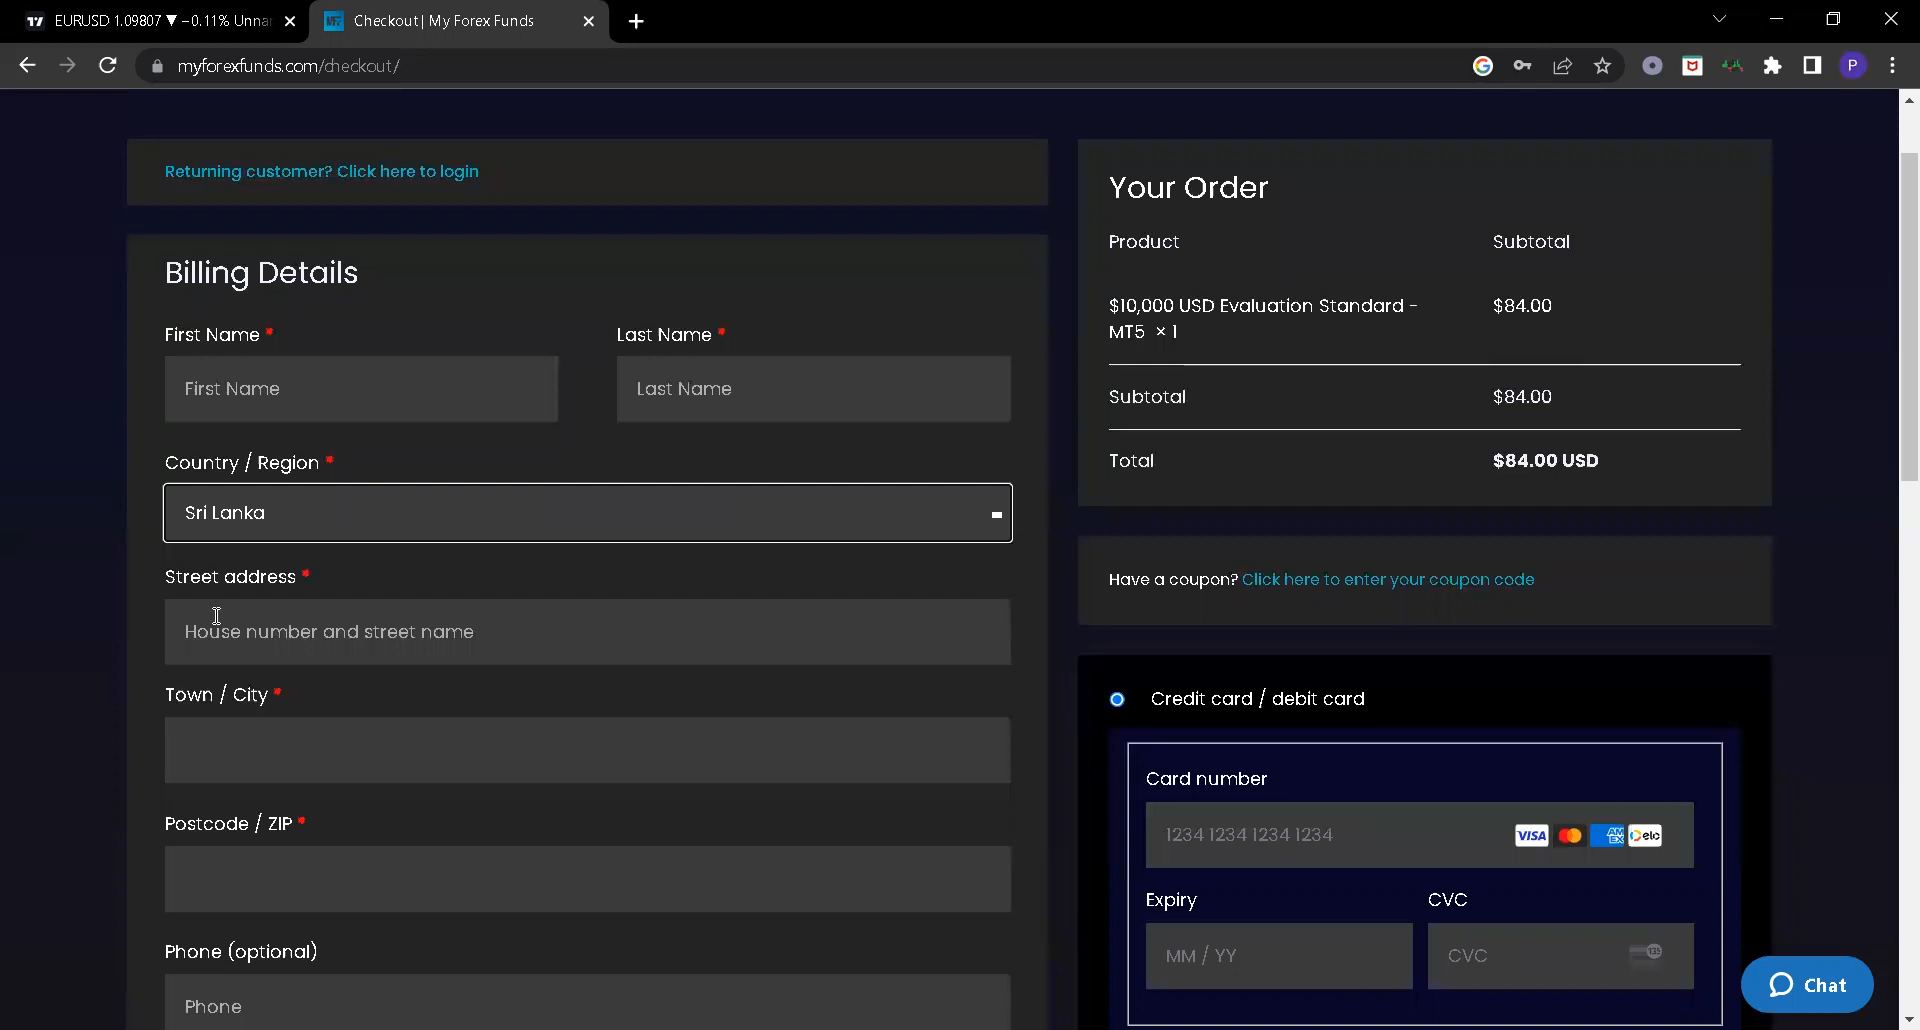 EURUSD 1.09807 ▼ −0.11% Unna
Checkout | My Forex Funds
myforexfunds.com/checkout/
P
Returning customer? Click here to login
Billing Details
First Name *
Last Name *
First Name
Last Name
Country / Region *
Sri Lanka
Street address *
House number and street name
Town / City *
Postcode / ZIP *
Phone (optional)
Phone
Your Order
Product Subtotal
$10,000 USD Evaluation Standard - $84.00
MT5 × 1
Subtotal $84.00
Total $84.00 USD
Have a coupon? Click here to enter your coupon code
Credit card / debit card
Card number
1234 1234 1234 1234 VISA AM EX elo
Expiry CVC
MM / YY CVC
Chat